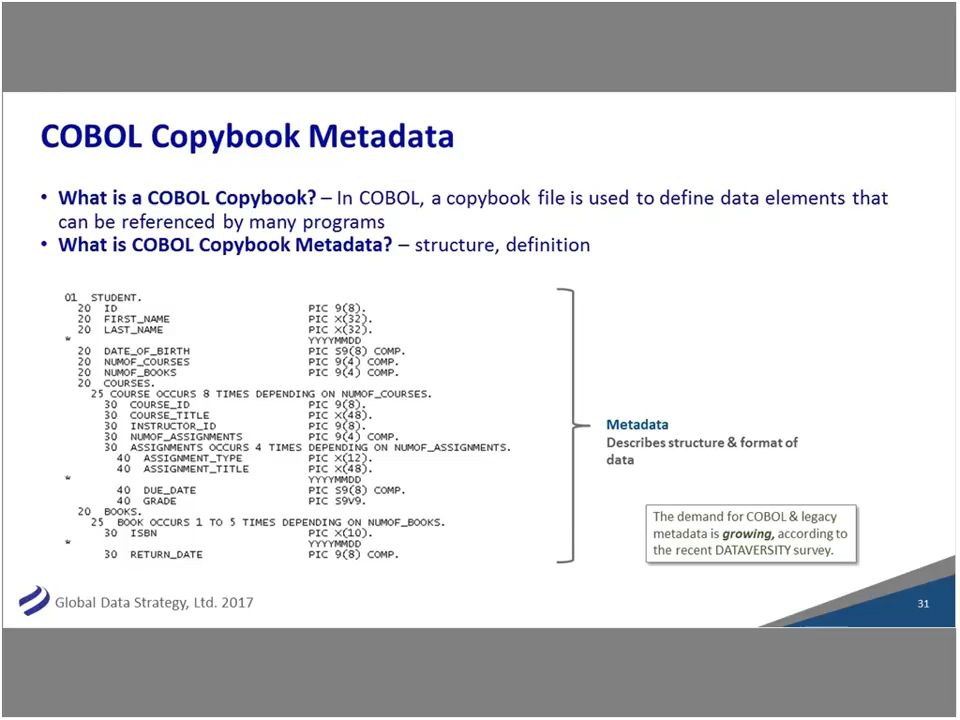 COBOL Copybook Metadata
• What is a COBOL Copybook? – In COBOL, a copybook file is used to define data elements that
can be referenced by many programs
• What is COBOL Copybook Metadata? – structure, definition
01 STUDENT.
20 ID PIC 9(8).
20 FIRST_NAME PIC X(32).
20 LAST_NAME PIC X(32).
* YYYYMMDD
20 DATE_OF_BIRTH PIC S9(8) COMP.
20 NUMOF_COURSES PIC 9(4) COMP.
20 NUMOF_BOOKS PIC 9(4) COMP.
20 COURSES.
25 COURSE OCCURS 8 TIMES DEPENDING ON NUMOF_COURSES.
30 COURSE_ID PIC 9(8).
30 COURSE_TITLE PIC X(48).
30 INSTRUCTOR_ID PIC 9(8).
30 NUMOF_ASSIGNMENTS PIC 9(4) COMP.
30 ASSIGNMENTS OCCURS 4 TIMES DEPENDING ON NUMOF_ASSIGNMENTS.
40 ASSIGNMENT_TYPE PIC X(12).
40 ASSIGNMENT_TITLE PIC X(48).
* YYYYMMDD
40 DUE_DATE PIC S9(8) COMP.
40 GRADE PIC S9V9.
20 BOOKS.
25 BOOK OCCURS 1 TO 5 TIMES DEPENDING ON NUMOF_BOOKS.
30 ISBN PIC X(10).
* YYYYMMDD
30 RETURN_DATE PIC 9(8) COMP.
Metadata
Describes structure & format of
data
The demand for COBOL & legacy
metadata is growing, according to
the recent DATAVERSITY survey.
Global Data Strategy, Ltd. 2017
31